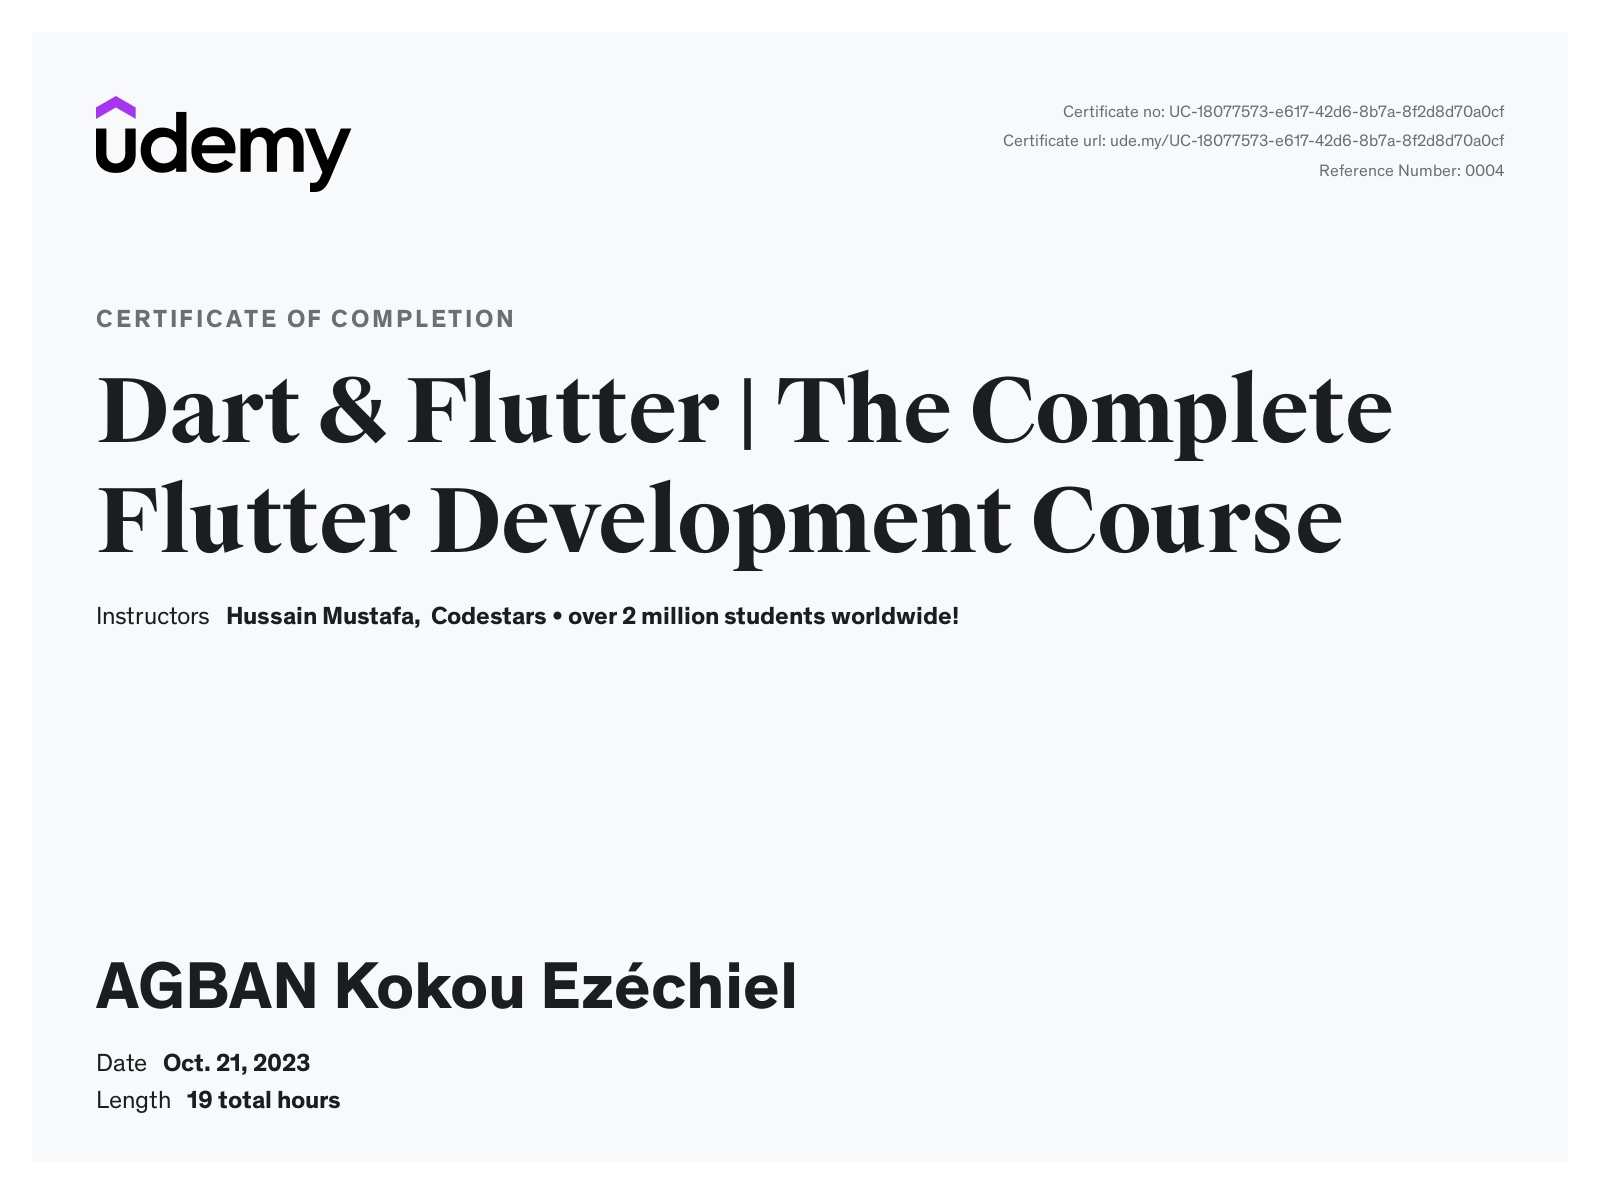 udemy
Certificate no: UC-18077573-e617-42d6-8b7a-8f2d8d70a0cf
Certificate url: ude.my/UC-18077573-e617-42d6-8b7a-8f2d8d70a0cf
Reference Number: 0004
CERTIFICATE OF COMPLETION
Dart & Flutter | The Complete
Flutter Development Course
Instructors Hussain Mustafa, Codestars • over 2 million students worldwide!
AGBAN Kokou Ezéchiel
Date Oct. 21, 2023
Length 19 total hours